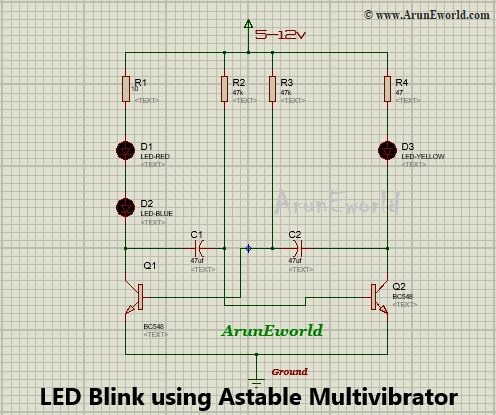 © www.ArunEworld.com
5-12v
R1
10
<TEXT>
R2
47k
<TEXT>
R3
47k
<TEXT>
R4
47
<TEXT>
D1
LED-RED
<TEXT>
D3
LED-YELLOW
<TEXT>
D2
LED-BLUE
<TEXT>
ArunEworld
C1
47uf
<TEXT>
C2
47uf
<TEXT>
Q1
BC548
<TEXT>
Q2
BC548
<TEXT>
ArunEworld
Ground
LED Blink using Astable Multivibrator